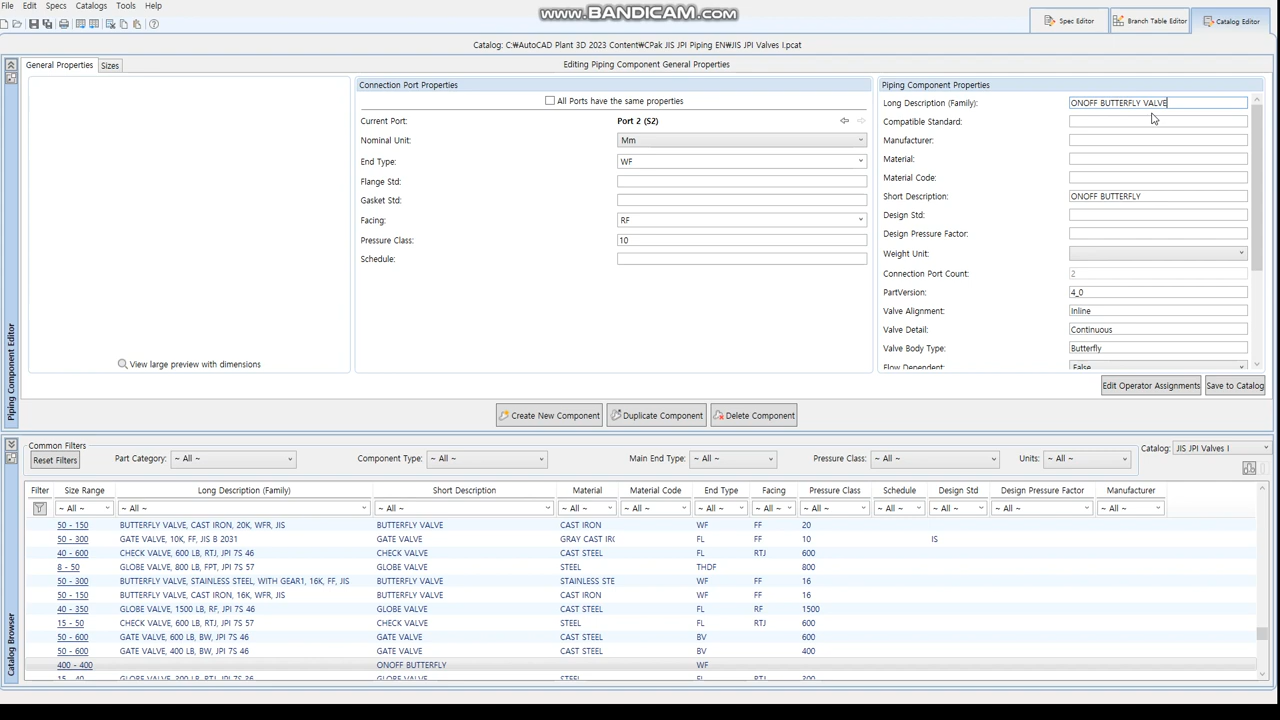 File Edit Specs Catalogs Tools Help
www.BANDICAM.com
Spec Editor Branch Table Editor Catalog Editor
Catalog: C:₩AutoCAD Plant 3D 2023 Content₩CPak JIS JPI Piping EN₩JIS JPI Valves I.pcat
General Properties Sizes
Editing Piping Component General Properties
Connection Port Properties
All Ports have the same properties
Current Port: Port 2 (S2)
Nominal Unit: Mm
End Type: WF
Flange Std:
Gasket Std:
Facing: RF
Pressure Class: 10
Schedule:
Piping Component Properties
Long Description (Family): ONOFF BUTTERFLY VALVE
Compatible Standard:
Manufacturer:
Material:
Material Code:
Short Description: ONOFF BUTTERFLY
Design Std:
Design Pressure Factor:
Weight Unit:
Connection Port Count: 2
PartVersion: 4_0
Valve Alignment: Inline
Valve Detail: Continuous
Valve Body Type: Butterfly
Flow Dependent: False
View large preview with dimensions
Edit Operator Assignments Save to Catalog
Piping Component Editor
Create New Component Duplicate Component Delete Component
Common Filters
Reset Filters Part Category: ~ All ~ Component Type: ~ All ~ Main End Type: ~ All ~ Pressure Class: ~ All ~ Units: ~ All ~ Catalog: JIS JPI Valves I
Filter Size Range Long Description (Family) Short Description Material Material Code End Type Facing Pressure Class Schedule Design Std Design Pressure Factor Manufacturer
~ All ~ ~ All ~ ~ All ~ ~ All ~ ~ All ~ ~ All ~ ~ All ~ ~ All ~ ~ All ~ ~ All ~ ~ All ~ ~ All ~
50 - 150 BUTTERFLY VALVE, CAST IRON, 20K, WFR, JIS BUTTERFLY VALVE CAST IRON WF FF 20
50 - 300 GATE VALVE, 10K, FF, JIS B 2031 GATE VALVE GRAY CAST IRC FL FF 10 IS
40 - 600 CHECK VALVE, 600 LB, RTJ, JPI 7S 46 CHECK VALVE CAST STEEL FL RTJ 600
8 - 50 GLOBE VALVE, 800 LB, FPT, JPI 7S 57 GLOBE VALVE STEEL THDF 800
50 - 300 BUTTERFLY VALVE, STAINLESS STEEL, WITH GEAR1, 16K, FF, JIS BUTTERFLY VALVE STAINLESS STE WF FF 16
50 - 150 BUTTERFLY VALVE, CAST IRON, 16K, WFR, JIS BUTTERFLY VALVE CAST IRON WF FF 16
40 - 350 GLOBE VALVE, 1500 LB, RF, JPI 7S 46 GLOBE VALVE CAST STEEL FL RF 1500
15 - 50 CHECK VALVE, 600 LB, RTJ, JPI 7S 57 CHECK VALVE STEEL FL RTJ 600
50 - 600 GATE VALVE, 600 LB, BW, JPI 7S 46 GATE VALVE CAST STEEL BV 600
50 - 600 GATE VALVE, 400 LB, BW, JPI 7S 46 GATE VALVE CAST STEEL BV 400
400 - 400 ONOFF BUTTERFLY WF
15 - 40 GLOBE VALVE STEEL FL RTJ 300
Catalog Browser